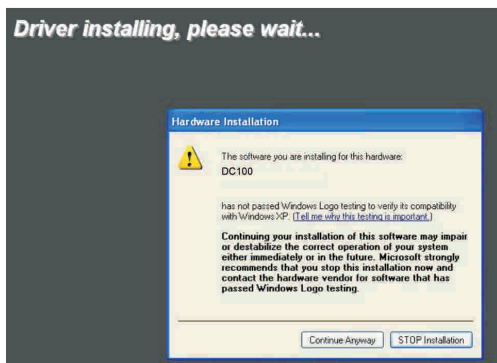 Driver installing, please wait...
Hardware Installation
The software you are installing for this hardware:
DC100
has not passed Windows Logo testing to verify its compatibility
with Windows XP. (Tell me why this testing is important.)
Continuing your installation of this software may impair
or destabilize the correct operation of your system
either immediately or in the future. Microsoft strongly
recommends that you stop this installation now and
contact the hardware vendor for software that has
passed Windows Logo testing.
Continue Anyway
STOP Installation